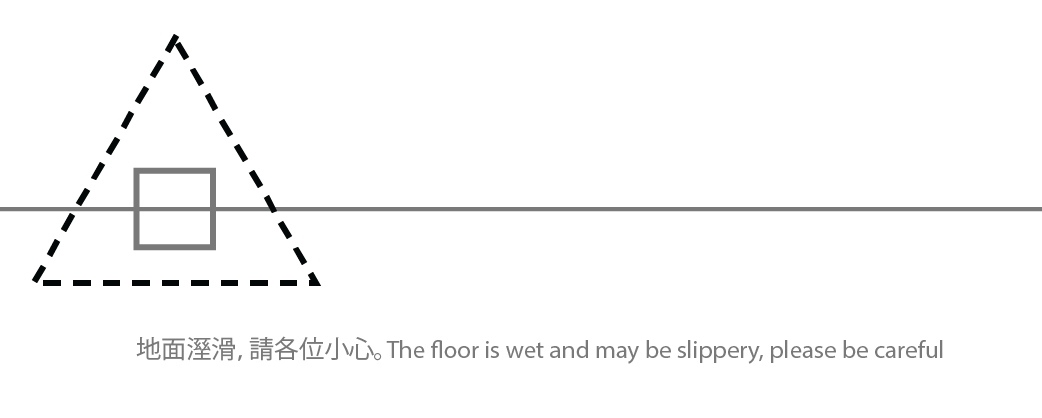 地面溼滑, 請各位小心。The floor is wet and may be slippery, please be careful